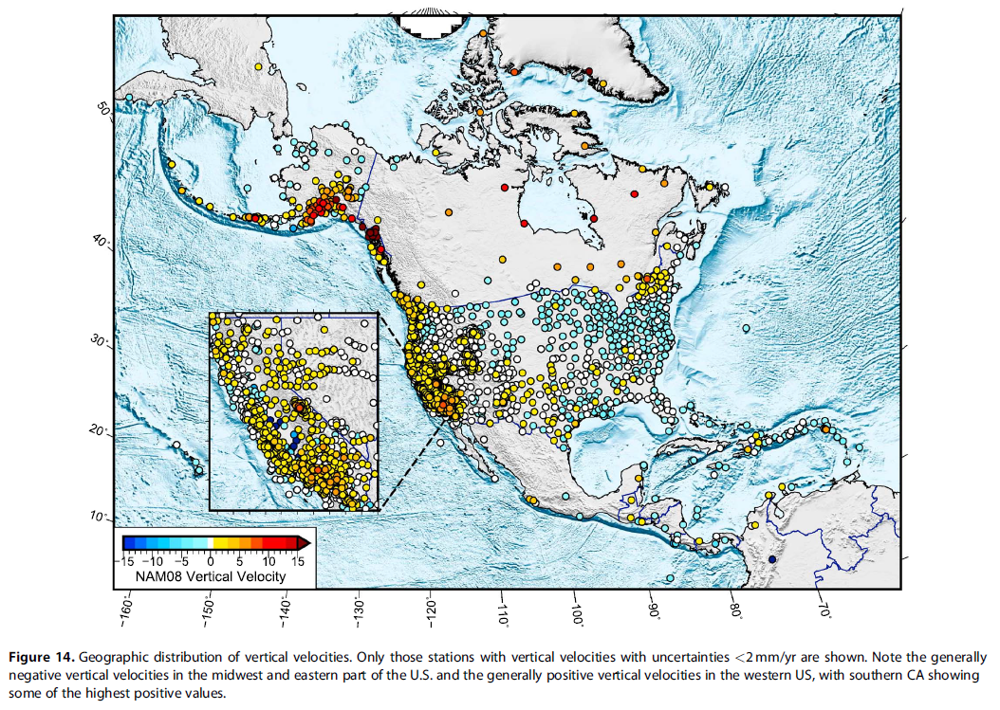 50°
40°
30°
20°
10°
-15 -10 -5 0 5 10 15
NAM08 Vertical Velocity
-160° -150° -140° -130° -120° -110° -100° -90° -80° -70°
Figure 14. Geographic distribution of vertical velocities. Only those stations with vertical velocities with uncertainties <2 mm/yr are shown. Note the generally
negative vertical velocities in the midwest and eastern part of the U.S. and the generally positive vertical velocities in the western US, with southern CA showing
some of the highest positive values.